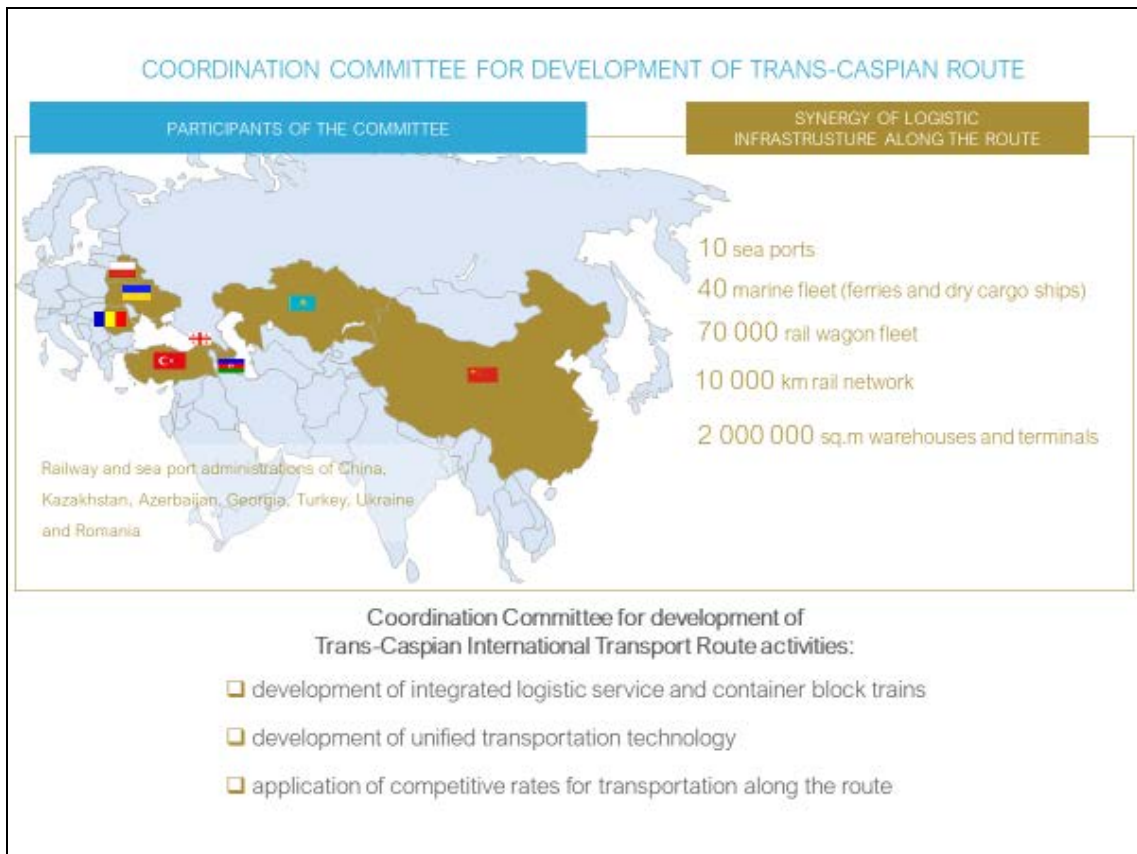 COORDINATION COMMITTEE FOR DEVELOPMENT OF TRANS-CASPIAN ROUTE
PARTICIPANTS OF THE COMMITTEE
SYNERGY OF LOGISTIC
INFRASTRUSTURE ALONG THE ROUTE
10 sea ports
40 marine fleet (ferries and dry cargo ships)
70 000 rail wagon fleet
10 000 km rail network
2 000 000 sq.m warehouses and terminals
Railway and sea port administrations of China,
Kazakhstan, Azerbaijan, Georgia, Turkey, Ukraine
and Romania
Coordination Committee for development of
Trans-Caspian International Transport Route activities:
development of integrated logistic service and container block trains
development of unified transportation technology
application of competitive rates for transportation along the route